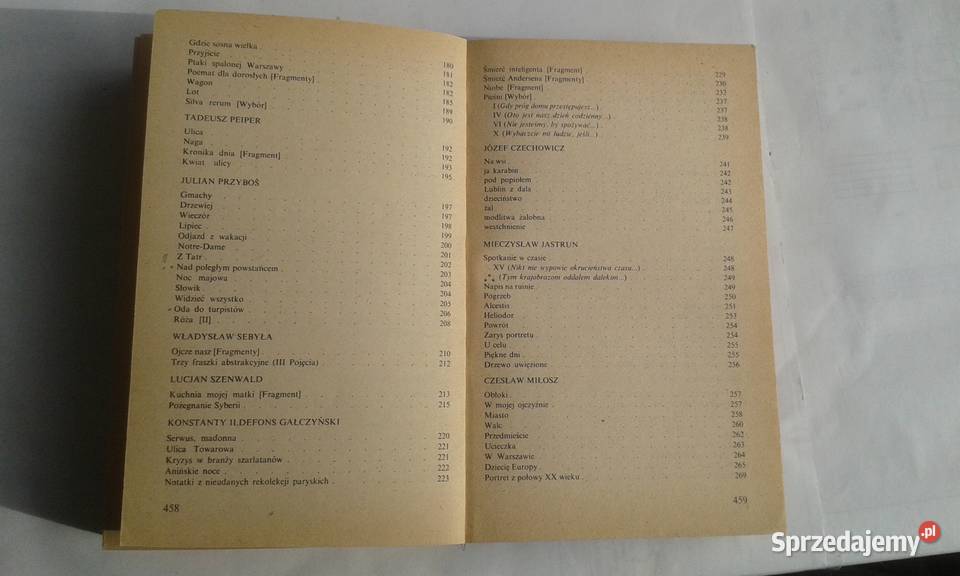 Gdzie sosna wielka . 180
Przyjście 181
Ptaki spalonej Warszawy 182
Poemat dla dorosłych [Fragmenty] 182
Wagon 185
Lot 189
Silva rerum [Wybór] 190
TADEUSZ PEIPER
Ulica 192
Naga 192
Kronika dnia [Fragment] 193
Kwiat ulicy 195
JULIAN PRZYBOŚ
Gmachy 197
Drzewiej 197
Wieczór 198
Lipiec 199
Odjazd z wakacji 200
Notre-Dame 201
Z Tatr 202
Nad poległym powstańcem 203
Noc majowa 204
Słowik 204
Widzieć wszystko 205
Oda do turpistów 206
Róża [II] 208
WŁADYSŁAW SEBYŁA
Ojcze nasz [Fragmenty] 210
Trzy fraszki abstrakcyjne (III Pojęcia) 212
LUCJAN SZENWALD
Kuchnia mojej matki [Fragment] 213
Pożegnanie Syberii 215
KONSTANTY ILDEFONS GAŁCZYŃSKI
Serwus, madonna 220
Ulica Towarowa 221
Kryzys w branży szarlatanów 221
Anińskie noce 222
Notatki z nieudanych rekolekcji paryskich 223
458
Śmierć inteligenta [Fragment] 229
Śmierć Andersena [Fragmenty] 230
Niobe [Fragment] 232
Pieśni [Wybór] 237
I (Gdy próg domu przestępujesz...) 237
IV (Oto jest nasz dzień codzienny...) 238
VI (Nie jesteśmy, by spożywać...) 238
X (Wybaczcie mi ludzie, jeśli...) 239
JÓZEF CZECHOWICZ
Na wsi 241
ja karabin 242
pod popiołem 242
Lublin z dala 243
dzieciństwo 244
żal 245
modlitwa żałobna 246
westchnienie 247
MIECZYSŁAW JASTRUN
Spotkanie w czasie 248
XV (Nikt nie wypowie okrucieństwa czasu...) 248
*** (Tym krajobrazom oddałem dalekim...) 249
Napis na ruinie 249
Pogrzeb 250
Alcestis 251
Heliodor 253
Powrót 254
Zarys portretu 254
U celu 255
Piękne dni 255
Drzewo uwięzione 256
CZESŁAW MIŁOSZ
Obłoki 257
W mojej ojczyźnie 257
Miasto 258
Walc 260
Przedmieście 262
Ucieczka 263
W Warszawie 264
Dziecię Europy 265
Portret z połowy XX wieku 269
459
Sprzedajemy.pl